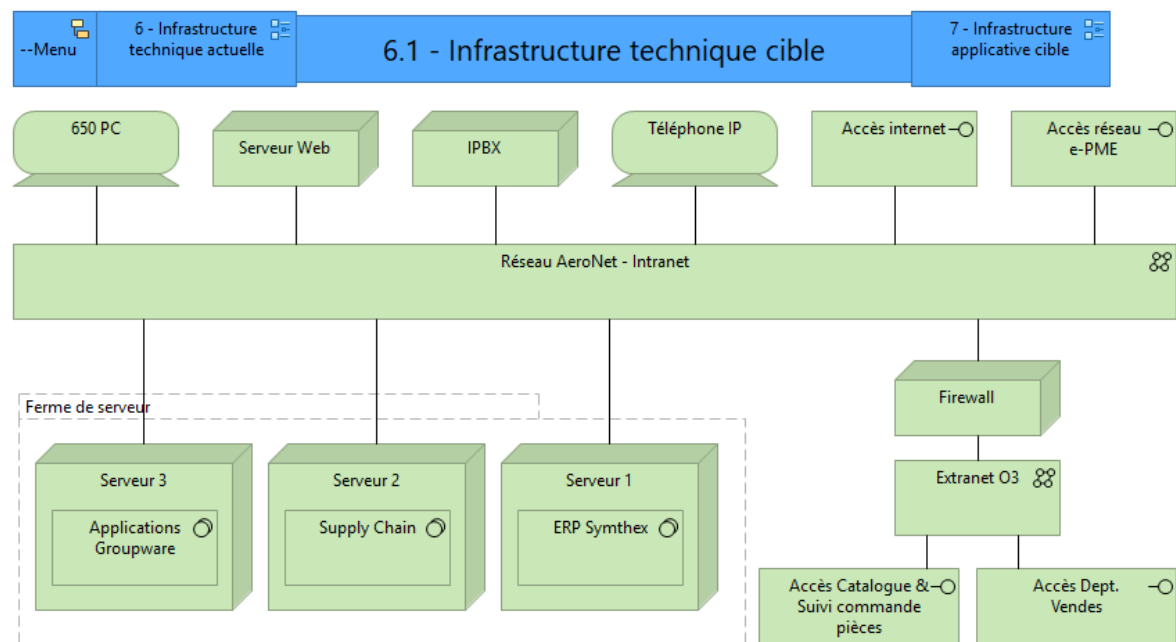 --Menu
6 - Infrastructure
technique actuelle
6.1 - Infrastructure technique cible
7 - Infrastructure
applicative cible
650 PC
Serveur Web
IPBX
Téléphone IP
Accès internet
Accès réseau
e-PME
Réseau AeroNet - Intranet
Firewall
Ferme de serveur
Serveur 3
Applications
Groupware
Serveur 2
Supply Chain
Serveur 1
ERP Symthex
Extranet O3
Accès Catalogue &
Suivi commande
pièces
Accès Dept.
Vendes